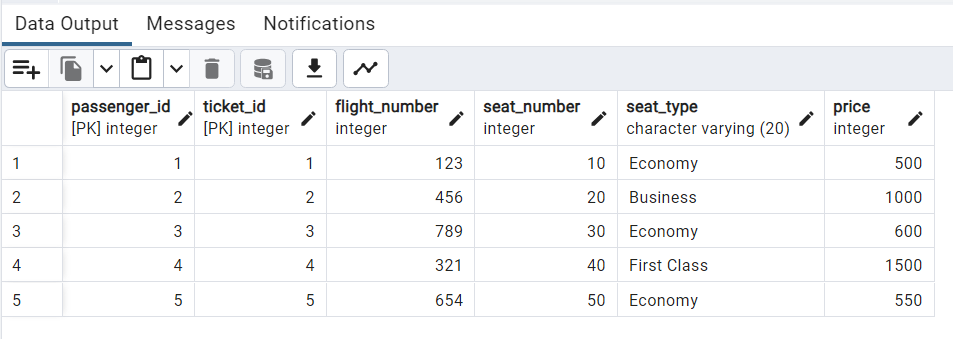 Data Output Messages Notifications
passenger_id ticket_id flight_number seat_number seat_type price
[PK] integer [PK] integer integer integer character varying (20) integer
1 1 1 123 10 Economy 500
2 2 2 456 20 Business 1000
3 3 3 789 30 Economy 600
4 4 4 321 40 First Class 1500
5 5 5 654 50 Economy 550